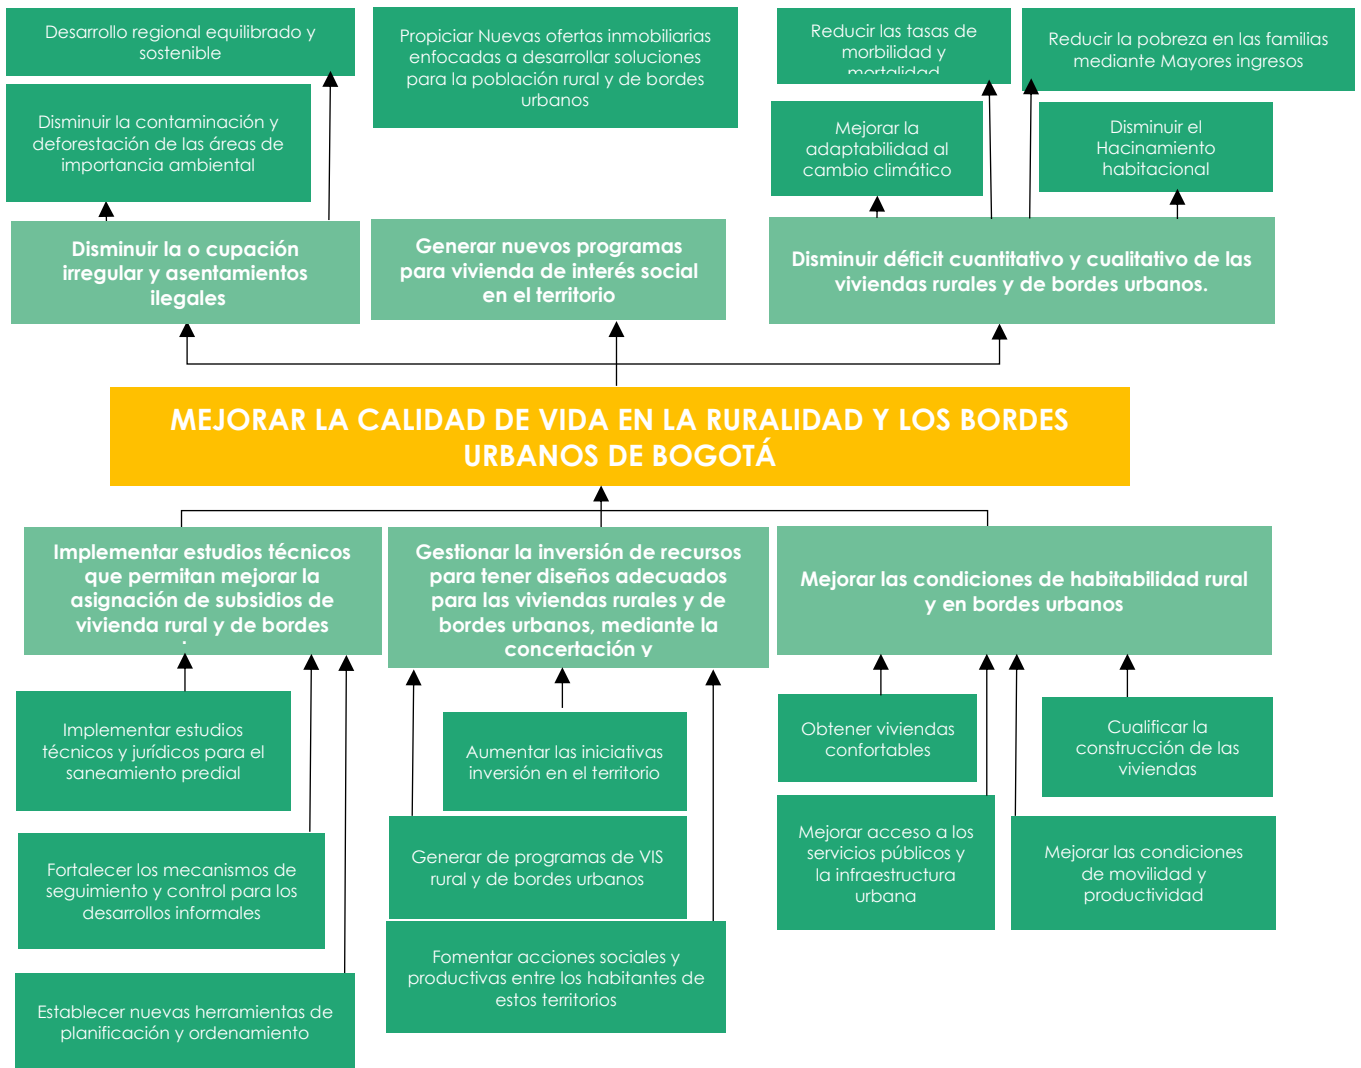 Desarrollo regional equilibrado y
sostenible
Propiciar Nuevas ofertas inmobiliarias
enfocadas a desarrollar soluciones
para la población rural y de bordes
urbanos
Reducir las tasas de
morbilidad y
mortalidad
Reducir la pobreza en las familias
mediante Mayores ingresos
Disminuir la contaminación y
deforestación de las áreas de
importancia ambiental
Mejorar la
adaptabilidad al
cambio climático
Disminuir el
Hacinamiento
habitacional
Disminuir la o cupación
irregular y asentamientos
ilegales
Generar nuevos programas
para vivienda de interés social
en el territorio
Disminuir déficit cuantitativo y cualitativo de las
viviendas rurales y de bordes urbanos.
MEJORAR LA CALIDAD DE VIDA EN LA RURALIDAD Y LOS BORDES
URBANOS DE BOGOTÁ
Implementar estudios técnicos
que permitan mejorar la
asignación de subsidios de
vivienda rural y de bordes
Gestionar la inversión de recursos
para tener diseños adecuados
para las viviendas rurales y de
bordes urbanos, mediante la
concertación y
Mejorar las condiciones de habitabilidad rural
y en bordes urbanos
Implementar estudios
técnicos y jurídicos para el
saneamiento predial
Aumentar las iniciativas
inversión en el territorio
Obtener viviendas
confortables
Cualificar la
construcción de las
viviendas
Fortalecer los mecanismos de
seguimiento y control para los
desarrollos informales
Generar de programas de VIS
rural y de bordes urbanos
Mejorar acceso a los
servicios públicos y
la infraestructura
urbana
Mejorar las condiciones
de movilidad y
productividad
Establecer nuevas herramientas de
planificación y ordenamiento
Fomentar acciones sociales y
productivas entre los habitantes de
estos territorios